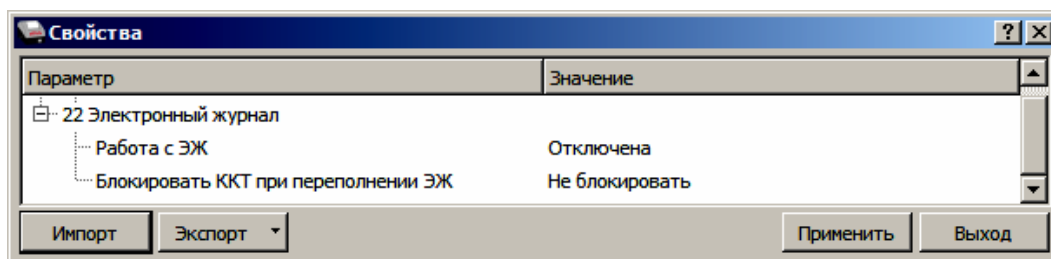 Свойства
Параметр Значение
22 Электронный журнал
Работа с ЭЖ Отключена
Блокировать ККТ при переполнении ЭЖ Не блокировать
Импорт Экспорт Применить Выход